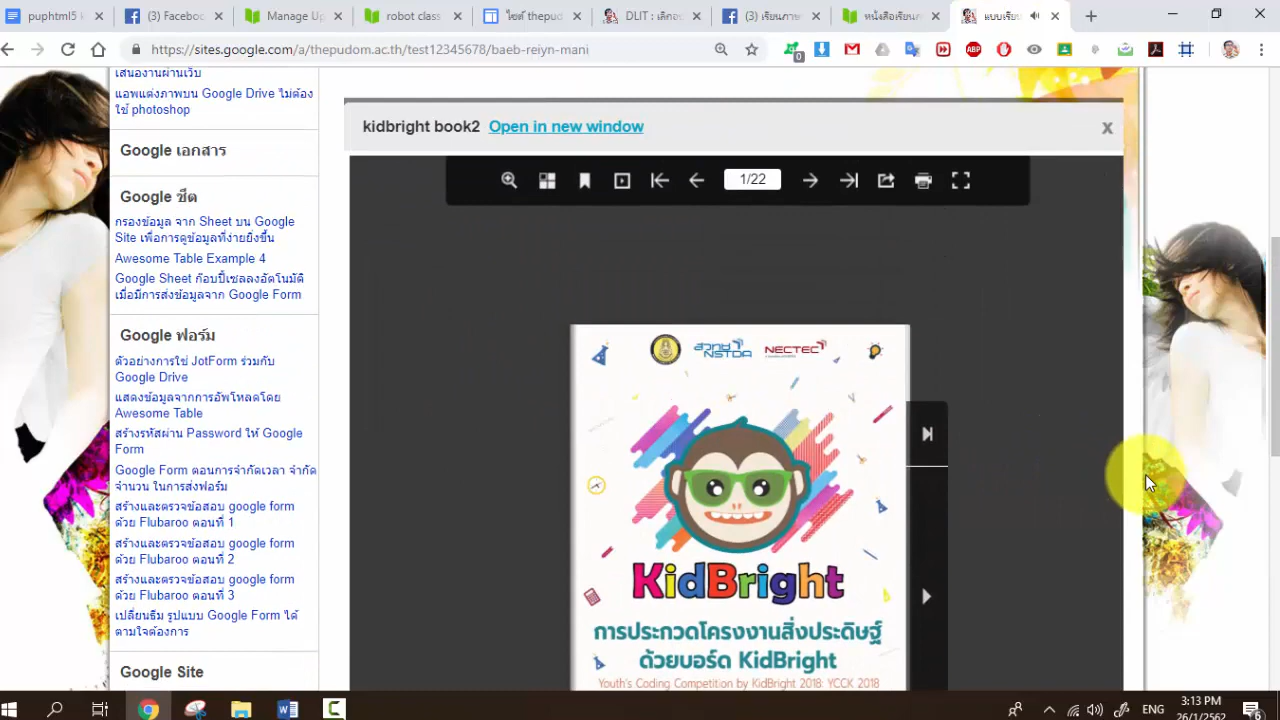 puphtml5 k
(3) Facebo
Manage Up
robot class
ไซต์ thepud
DLIT : เลือกอ
(3) เรียนภาษ
หนังสือเรียนภ
แบบเรียน
https://sites.google.com/a/thepudom.ac.th/test12345678/baeb-reiyn-mani
0
ABP
เสนองานผ่านเว็บ
แอพแต่งภาพบน Google Drive ไม่ต้อง
ใช้ photoshop
Google เอกสาร
Google ชีต
กรองข้อมูล จาก Sheet บน Google
Site เพื่อการดูข้อมูลที่ง่ายยิ่งขึ้น
Awesome Table Example 4
Google Sheet ก๊อบปี้เซลลงอัตโนมัติ
เมื่อมีการส่งข้อมูลจาก Google Form
Google ฟอร์ม
ตัวอย่างการใช้ JotForm ร่วมกับ
Google Drive
แสดงข้อมูลจากการอัพโหลดโดย
Awesome Table
สร้างรหัสผ่าน Password ให้ Google
Form
Google Form ตอนการจำกัดเวลา จำกัด
จำนวน ในการส่งฟอร์ม
สร้างและตรวจข้อสอบ google form
ด้วย Flubaroo ตอนที่ 1
สร้างและตรวจข้อสอบ google form
ด้วย Flubaroo ตอนที่ 2
สร้างและตรวจข้อสอบ google form
ด้วย Flubaroo ตอนที่ 3
เปลี่ยนธีม รูปแบบ Google Form ได้
ตามใจต้องการ
Google Site
kidbright book2 Open in new window x
1/22
สวทช
NSTDA
NECTEC
KidBright
การประกวดโครงงานสิ่งประดิษฐ์
ด้วยบอร์ด KidBright
Youth's Coding Competition by KidBright 2018: YCCK 2018
ENG
3:13 PM
26/1/2562
6